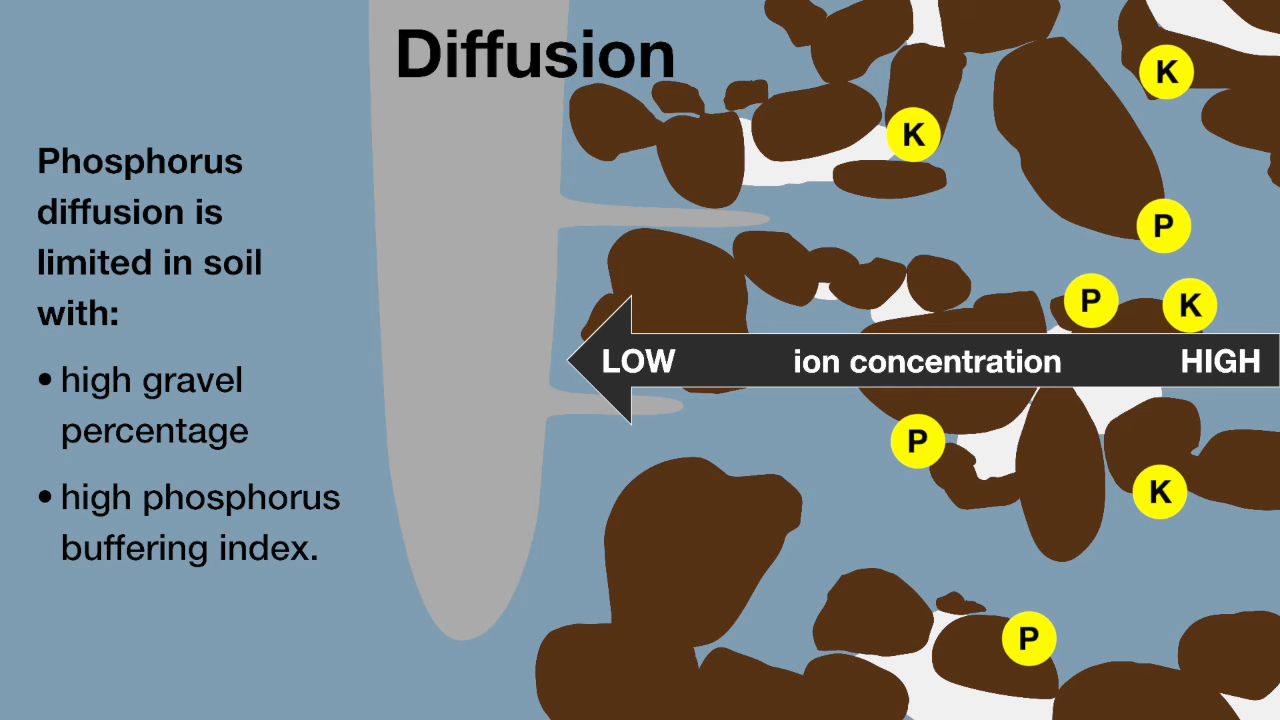 Diffusion
Phosphorus
diffusion is
limited in soil
with:
• high gravel
percentage
• high phosphorus
buffering index.
K
K
P
P
K
LOW ion concentration HIGH
P
K
P